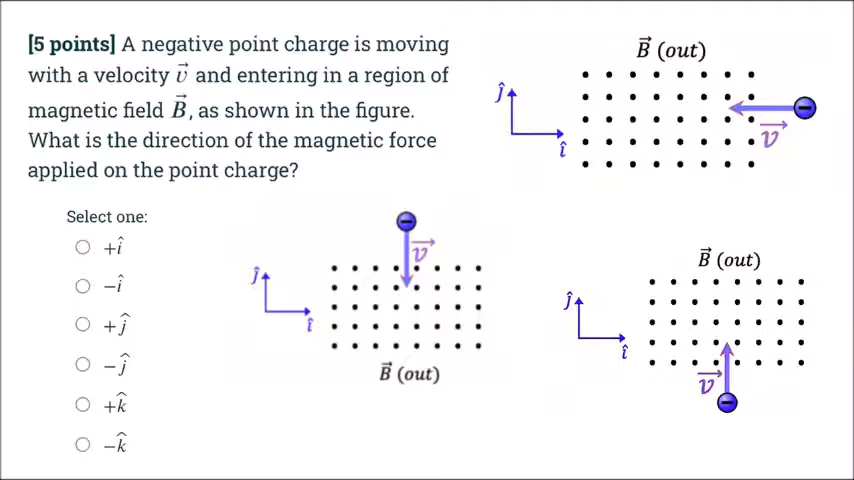 [5 points] A negative point charge is moving
with a velocity v⃗ and entering in a region of
magnetic field B⃗, as shown in the figure.
What is the direction of the magnetic force
applied on the point charge?
Select one:
+î
−î
+ĵ
−ĵ
+k̂
−k̂
B⃗ (out)
ĵ
î
v⃗
ĵ
î
v⃗
B⃗ (out)
B⃗ (out)
ĵ
î
v⃗